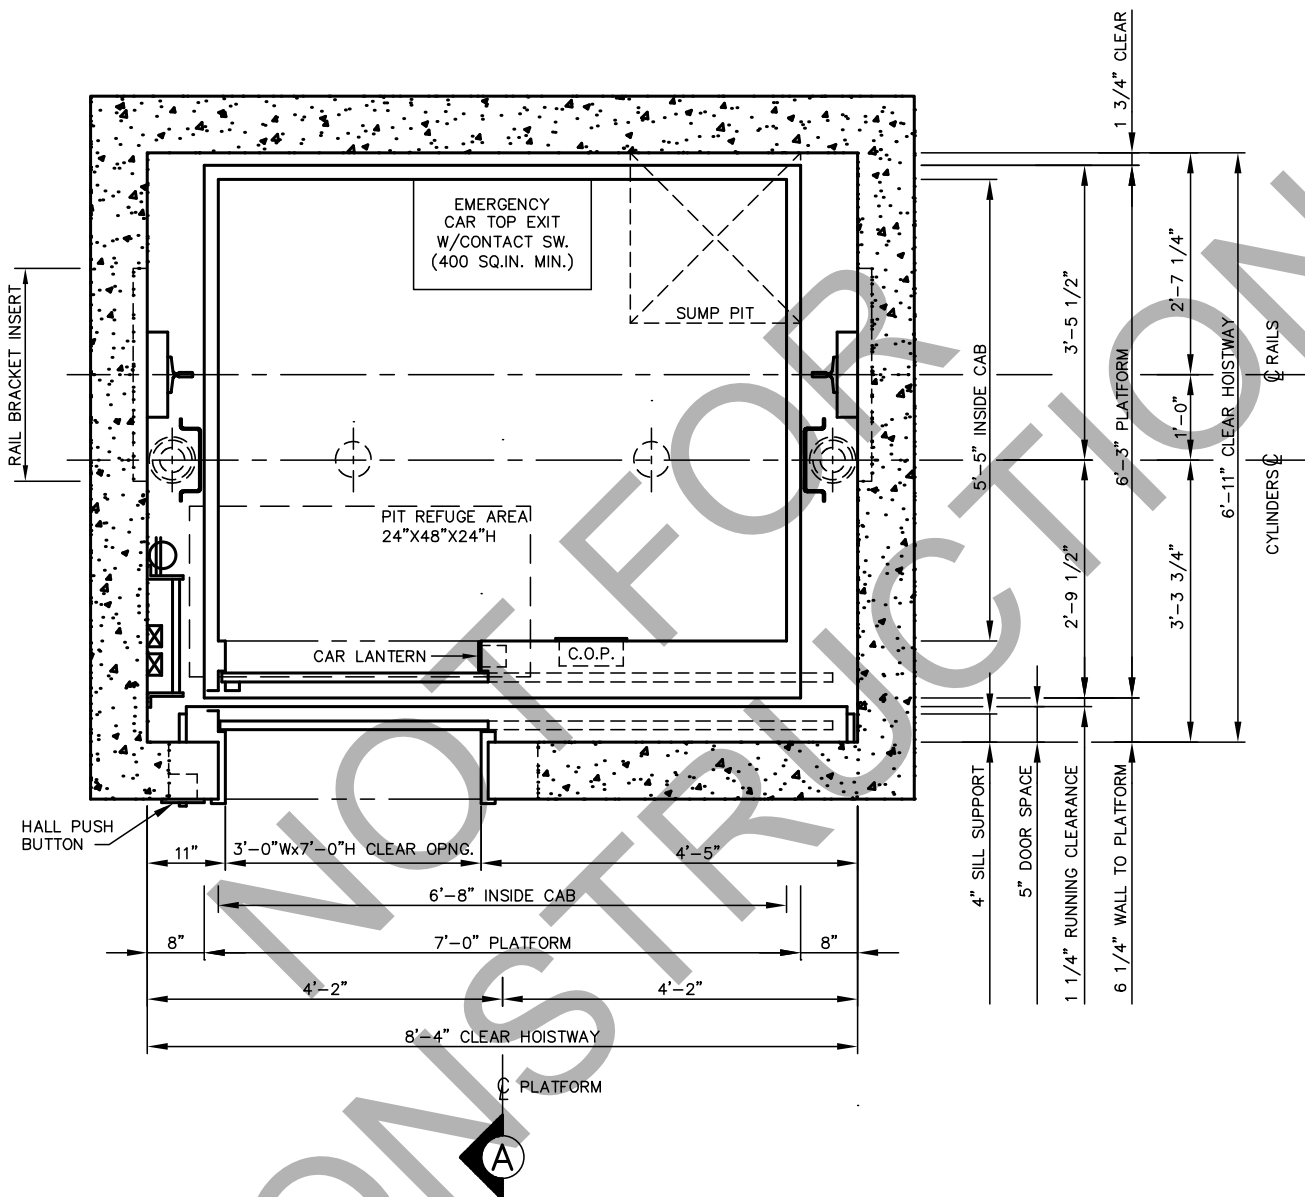 1 3/4" CLEAR
EMERGENCY
CAR TOP EXIT
W/CONTACT SW.
(400 SQ.IN. MIN.)
SUMP PIT
RAIL BRACKET INSERT
5'-5" INSIDE CAB
3'-5 1/2"
6'-3" PLATFORM
2'-7 1/4"
6'-11" CLEAR HOISTWAY
℄ RAILS
1'-0"
CYLINDERS ℄
PIT REFUGE AREA
24"X48"X24"H
2'-9 1/2"
3'-3 3/4"
CAR LANTERN
C.O.P.
HALL PUSH
BUTTON
4" SILL SUPPORT
5" DOOR SPACE
1 1/4" RUNNING CLEARANCE
6 1/4" WALL TO PLATFORM
11"
3'-0"Wx7'-0"H CLEAR OPNG.
4'-5"
6'-8" INSIDE CAB
8"
7'-0" PLATFORM
8"
4'-2"
4'-2"
8'-4" CLEAR HOISTWAY
℄ PLATFORM
A
NOT FOR
ONSTRUCTION